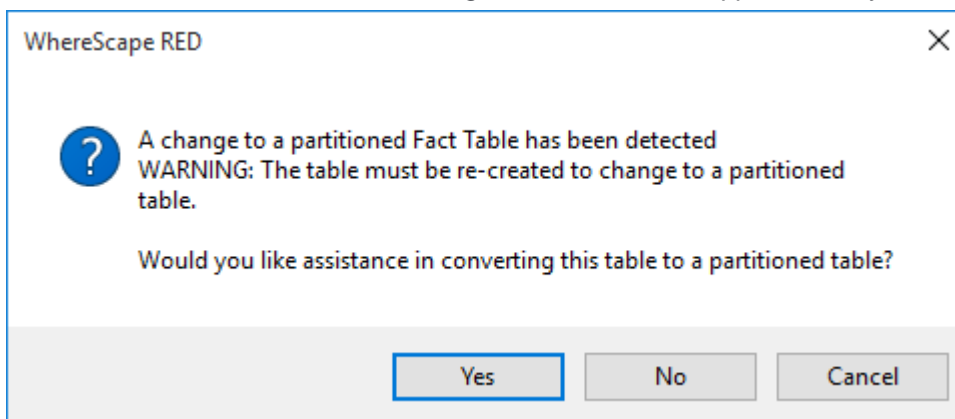 WhereScape RED
A change to a partitioned Fact Table has been detected
WARNING: The table must be re-created to change to a partitioned
table.
Would you like assistance in converting this table to a partitioned table?
Yes No Cancel